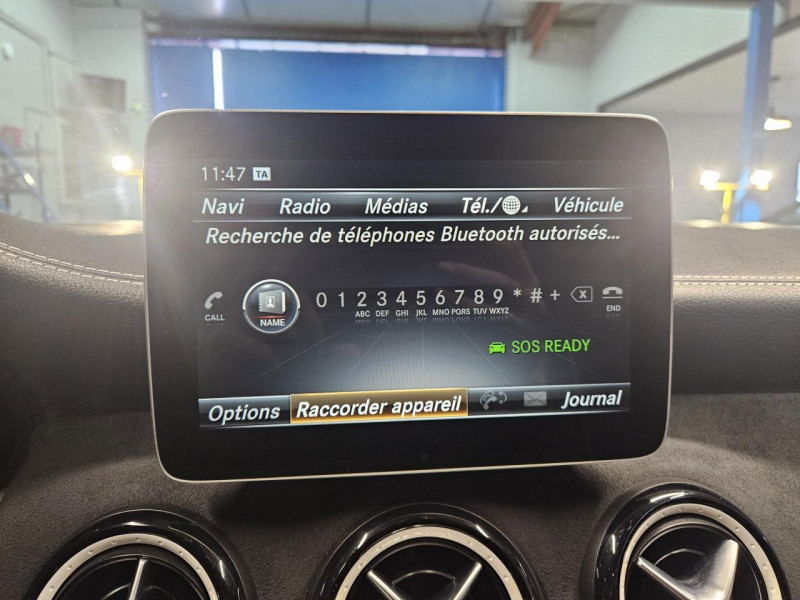 11:47 TA
Navi Radio Médias Tél./ Véhicule
Recherche de téléphones Bluetooth autorisés...
CALL NAME 0 1 2 3 4 5 6 7 8 9 * # + END
ABC DEF GHI JKL MNO PQRS TUV WXYZ
SOS READY
Options Raccorder appareil Journal